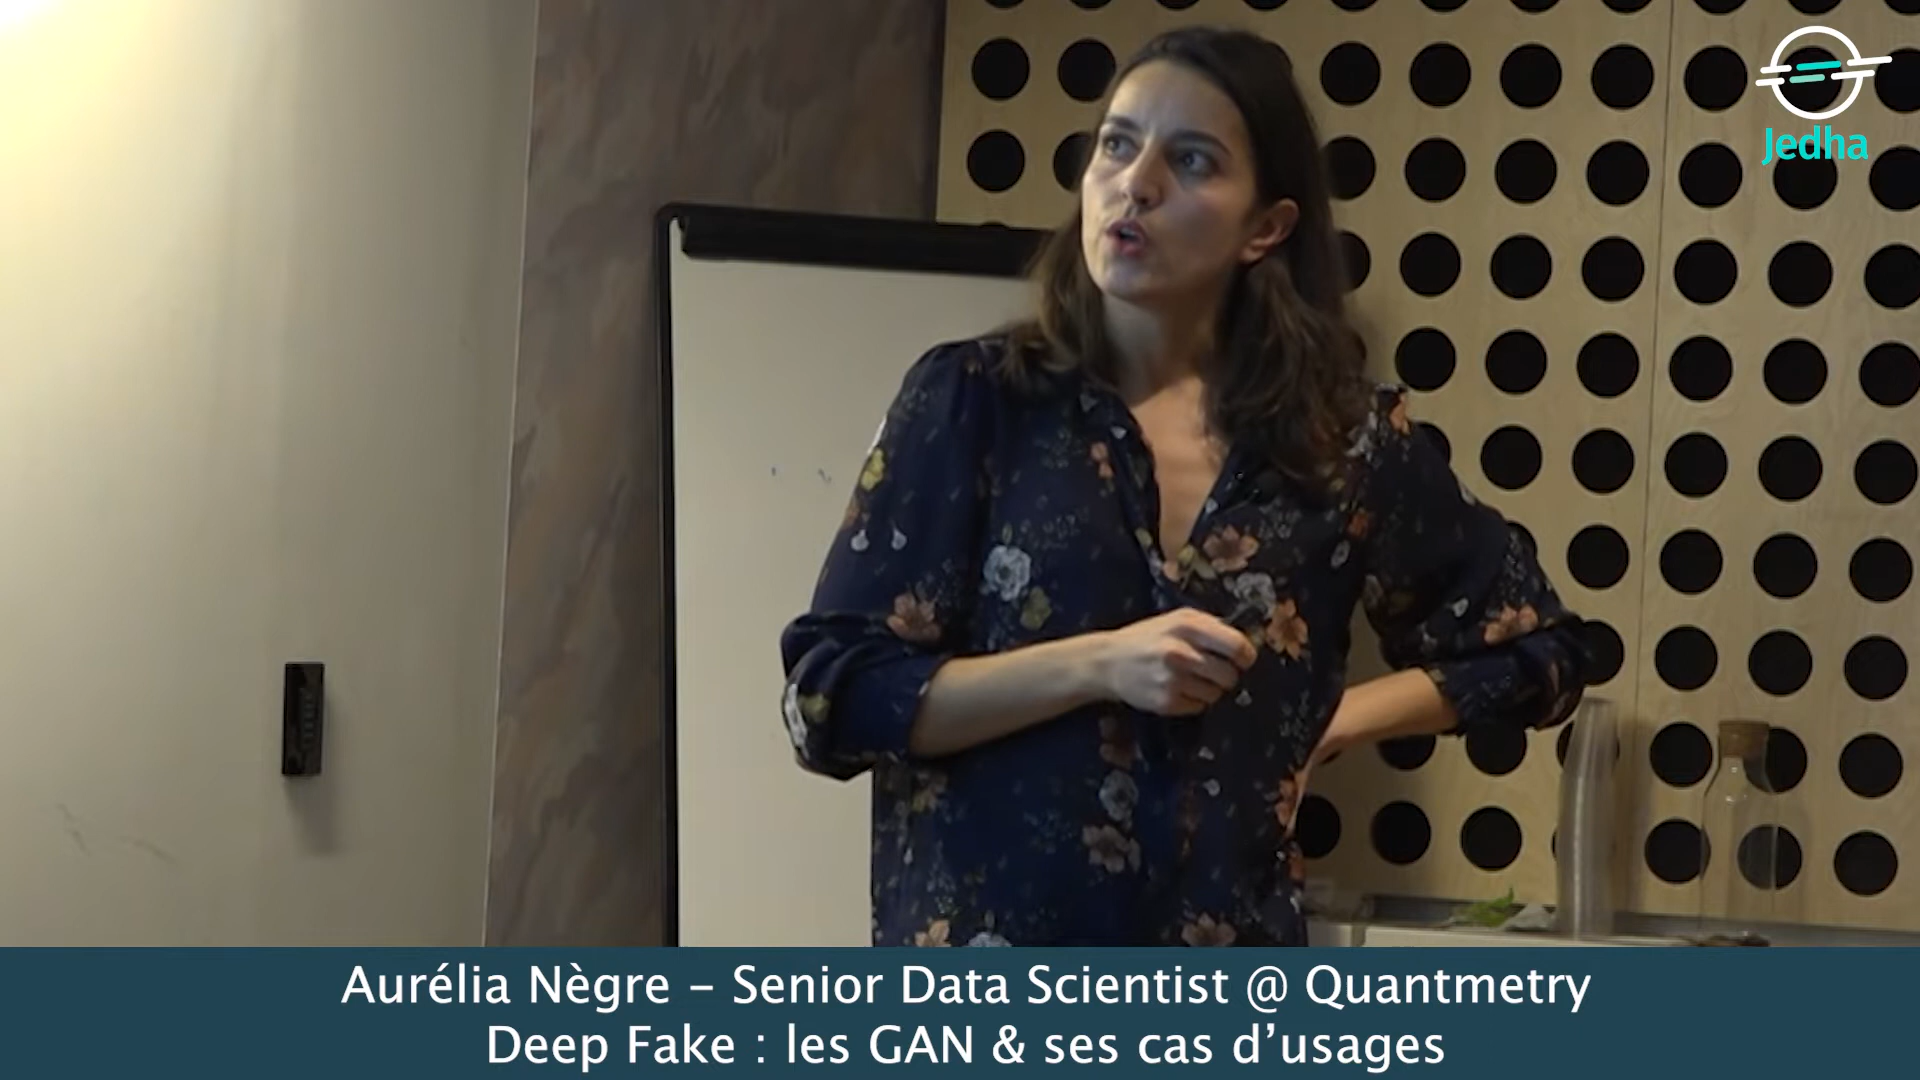 Jedha
Aurélia Nègre – Senior Data Scientist @ Quantmetry
Deep Fake : les GAN & ses cas d’usages